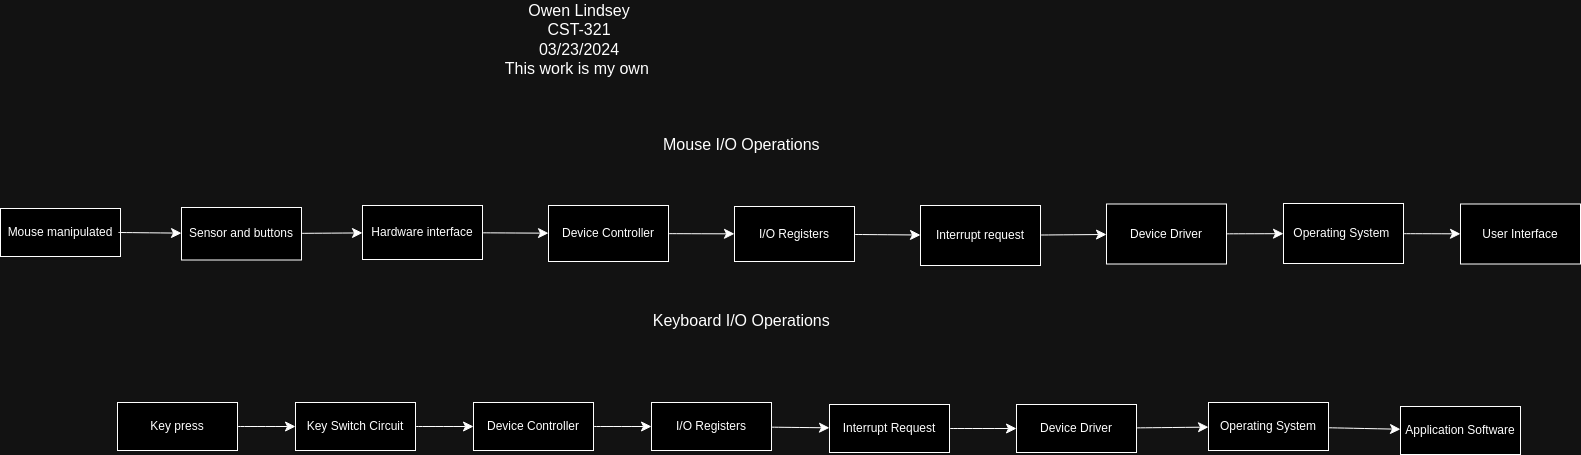 Owen Lindsey
CST-321
03/23/2024
This work is my own
Mouse I/O Operations
Mouse manipulated
Sensor and buttons
Hardware interface
Device Controller
I/O Registers
Interrupt request
Device Driver
Operating System
User Interface
Keyboard I/O Operations
Key press
Key Switch Circuit
Device Controller
I/O Registers
Interrupt Request
Device Driver
Operating System
Application Software